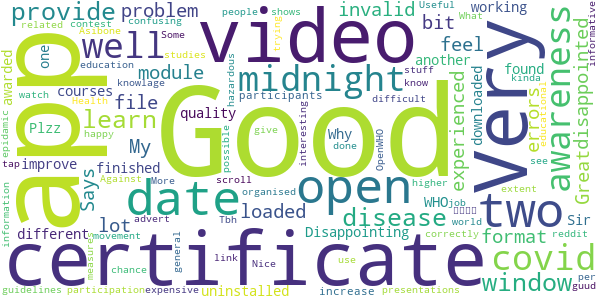 provide
well
problem
video
invalid
bit
working
very
awareness
Good
app
certificate
midnight
open
date
two
covid
window
format
disease
learn
module
file
My
lot
loaded
different
finished
improve
courses
awarded
Says
Plzz
one
related
contest
confusing
Asibone
education
knowlage
watch
Health
Some
studies
people
shows
trying
hazardous
Useful
What
kinda
stuff
know
another
feel
found
see
experienced
downloaded
errors
educational
informative
Great
disappointed
Sir
reddit
extent
world
job
WHO
higher
difficult
OpenWHO
done
Why
participants
quality
interesting
give
possible
scroll
More
organised
Against
happy
epidemic
information
tap
advert
Tbh
movement
measures
chance
general
link
Nice
use
Disappointing
correctly
per
guud
guidelines
participation
expensive
uninstalled
increase
presentations